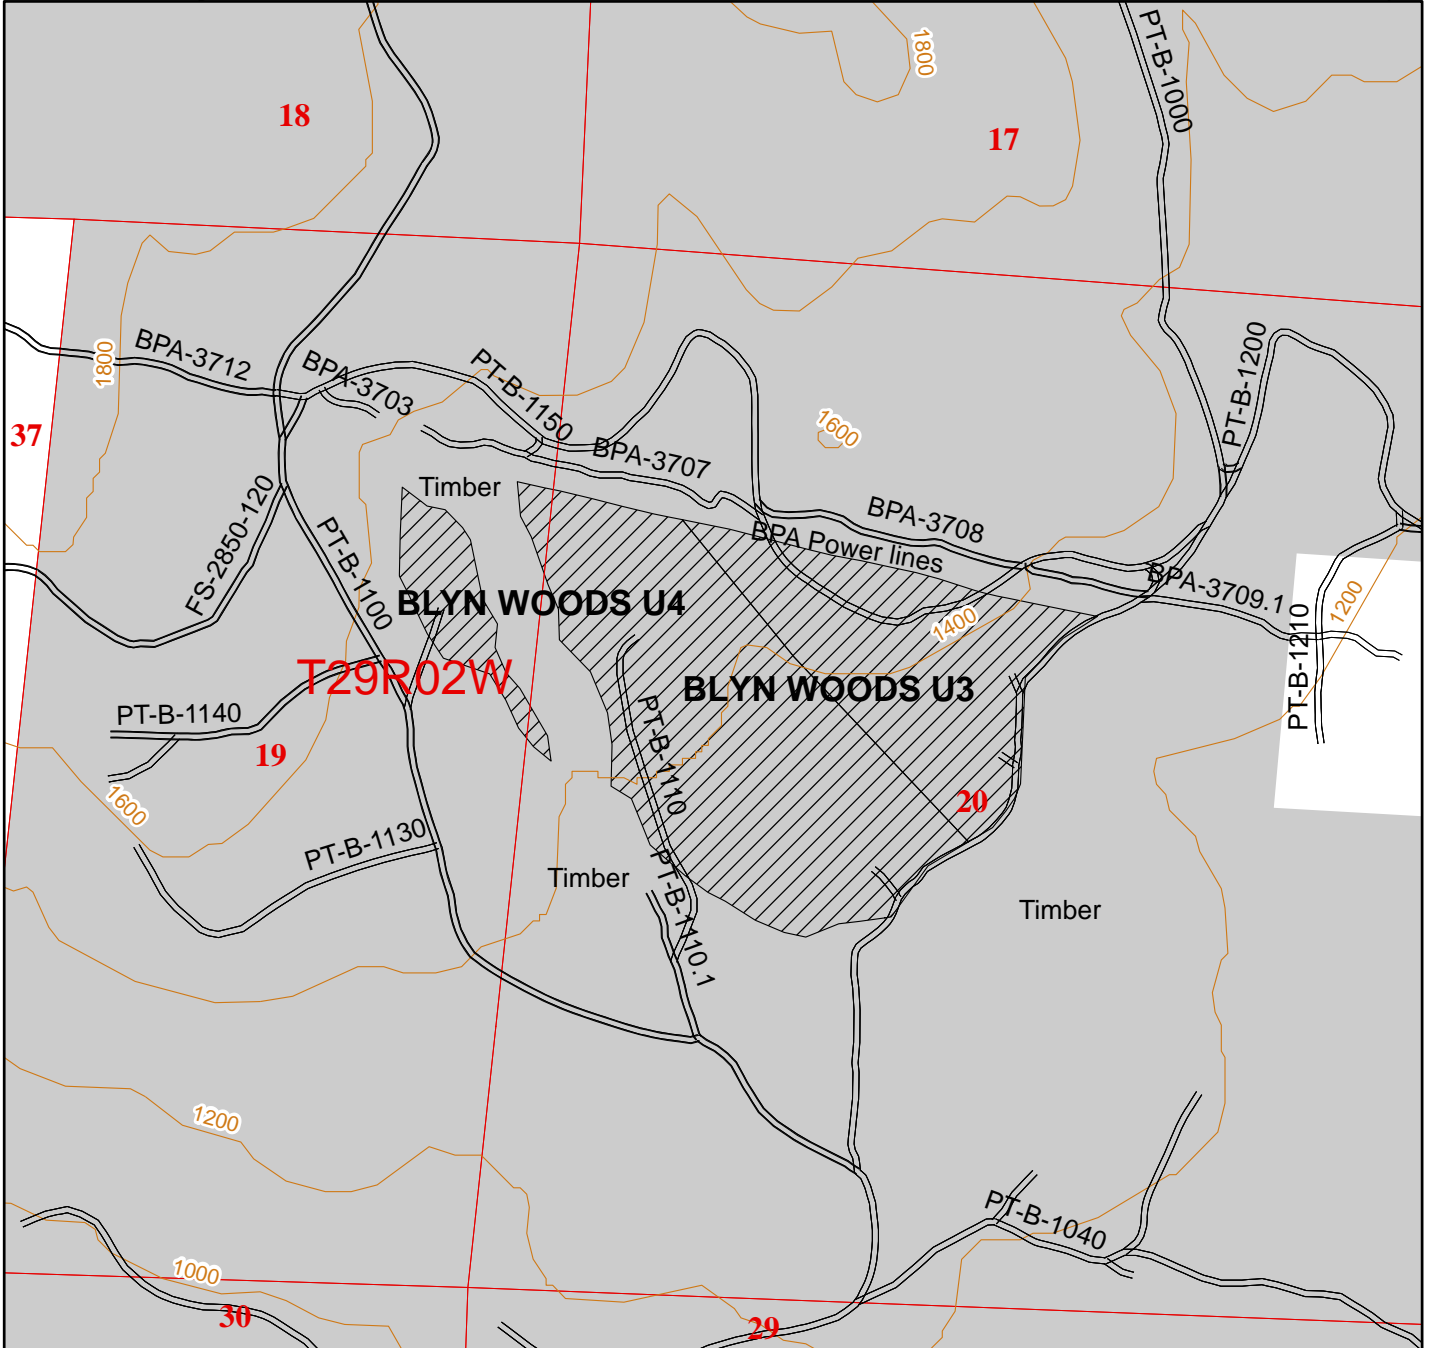 1800
PT-B-1000
18
17
BPA-3712
BPA-3703
PT-B-1150
PT-B-1200
1800
1600
37
BPA-3707
Timber
BPA-3708
BPA Power lines
FS-2850-120
PT-B-1100
BPA-3709.1
BLYN WOODS U4
1400
1200
PT-B-1210
T29R02W
BLYN WOODS U3
PT-B-1140
PT-B-1110
19
1600
20
PT-B-1130
Timber
PT-B-1110.1
Timber
1200
PT-B-1040
1000
30
29